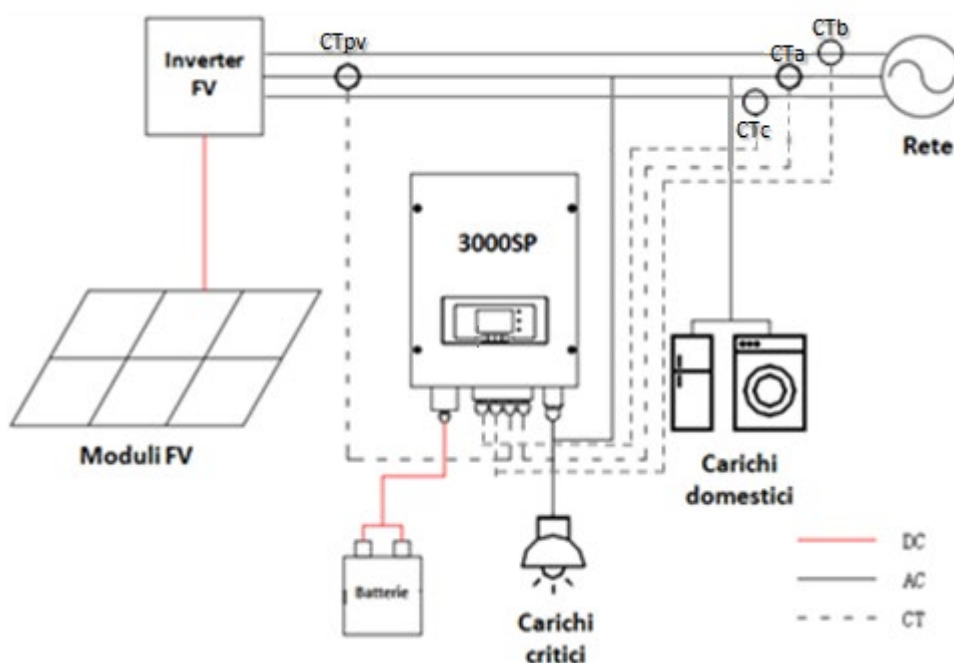 Inverter
FV
CTpv
CTb
CTa
CTc
Rete
3000SP
Moduli FV
Carichi
domestici
Batterie
Carichi
critici
DC
AC
CT